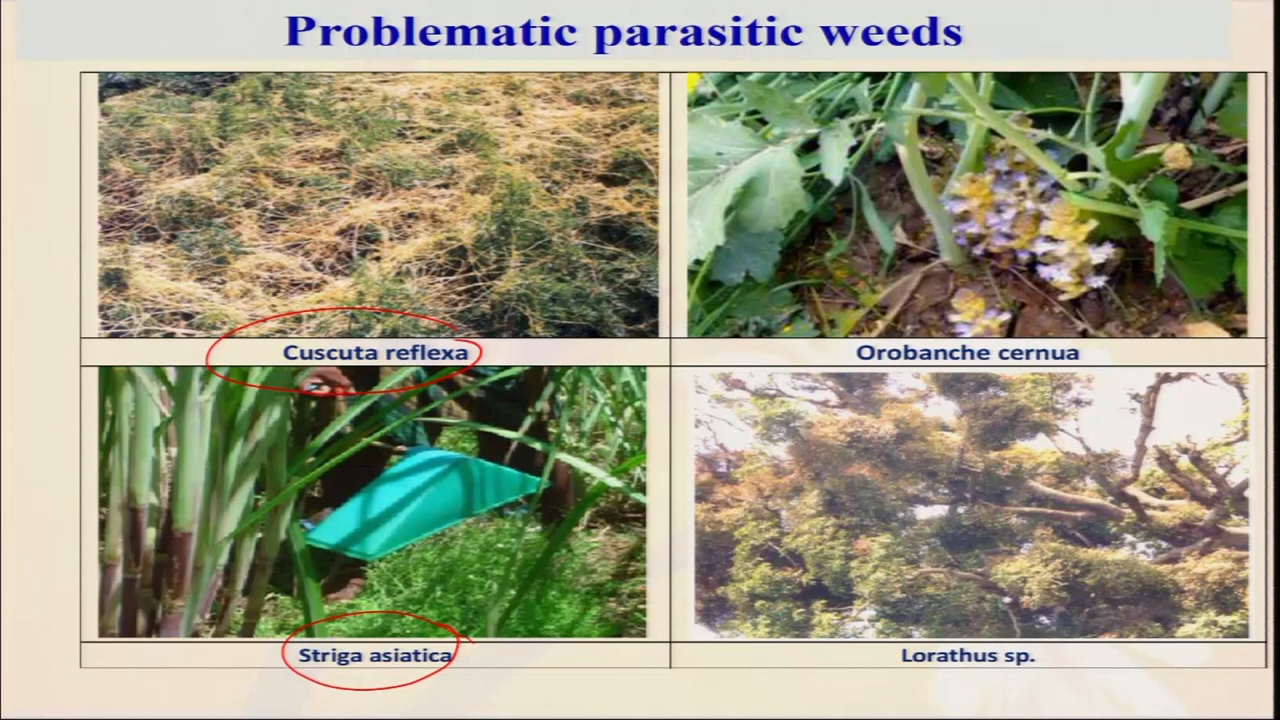 Problematic parasitic weeds
Cuscuta reflexa
Orobanche cernua
Striga asiatica
Lorathus sp.